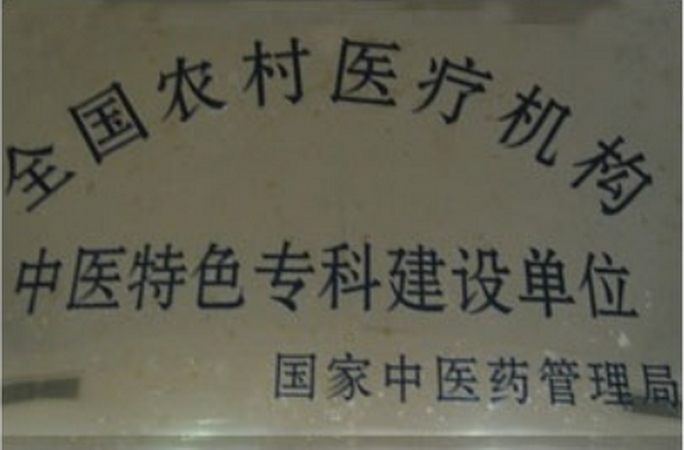 全国农村医疗机构
中医特色专科建设单位
国家中医药管理局